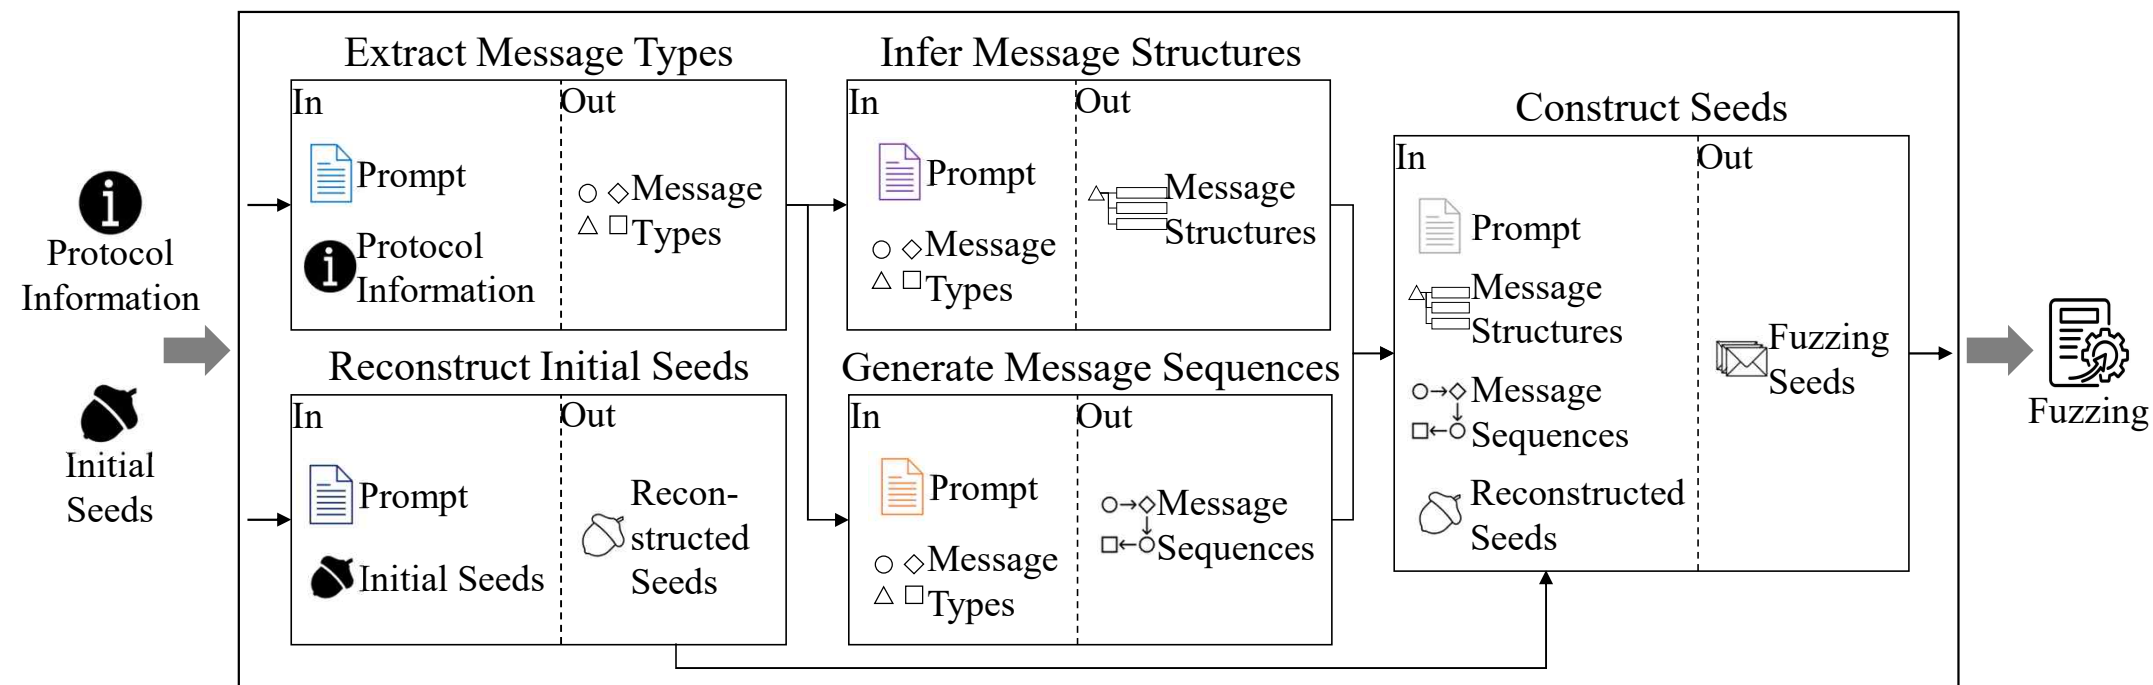 Protocol
Information
Initial
Seeds
Extract Message Types
In
Out
Prompt
Protocol
Information
Message
Types
Reconstruct Initial Seeds
In
Out
Prompt
Initial Seeds
Recon-
structed
Seeds
Infer Message Structures
In
Out
Prompt
Message
Types
Message
Structures
Generate Message Sequences
In
Out
Prompt
Message
Types
Message
Sequences
Construct Seeds
In
Out
Prompt
Message
Structures
Message
Sequences
Reconstructed
Seeds
Fuzzing
Seeds
Fuzzing